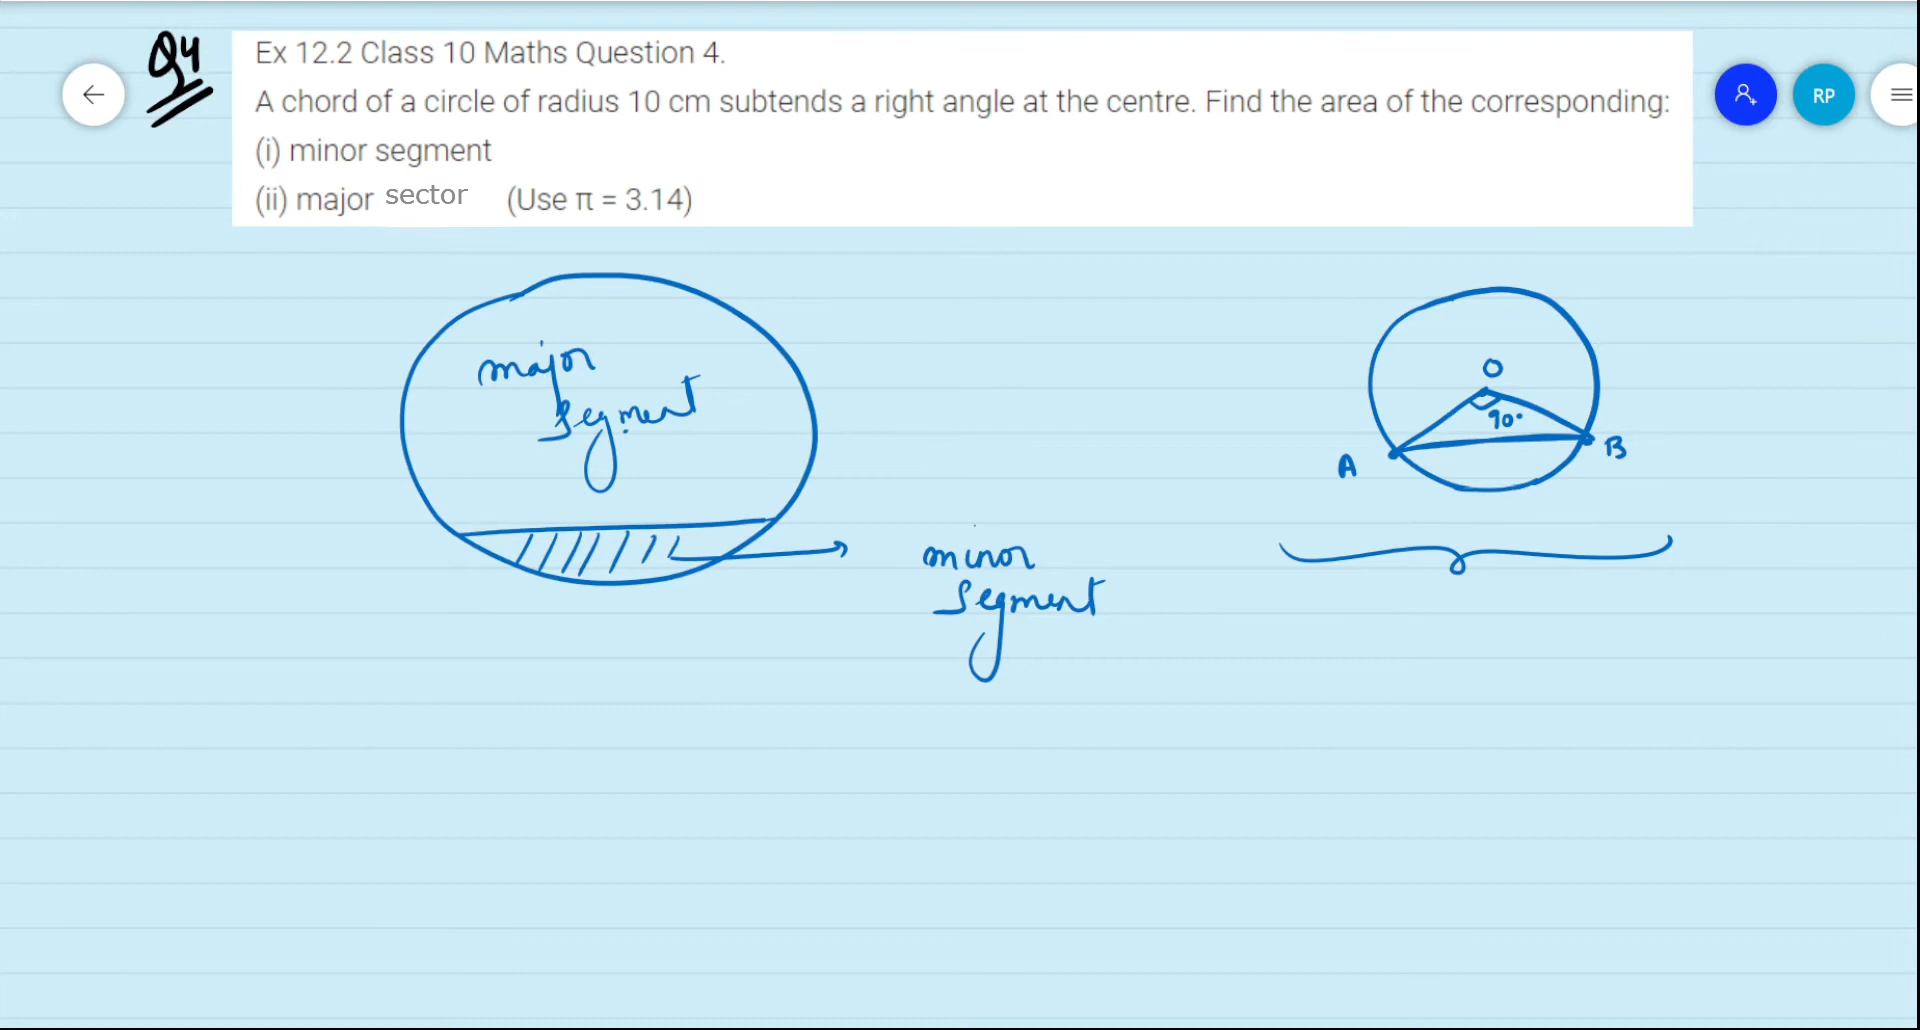 Q4
Ex 12.2 Class 10 Maths Question 4.
A chord of a circle of radius 10 cm subtends a right angle at the centre. Find the area of the corresponding:
(i) minor segment
(ii) major sector (Use π = 3.14)
RP
major
segment
minor
segment
O
90°
A
B